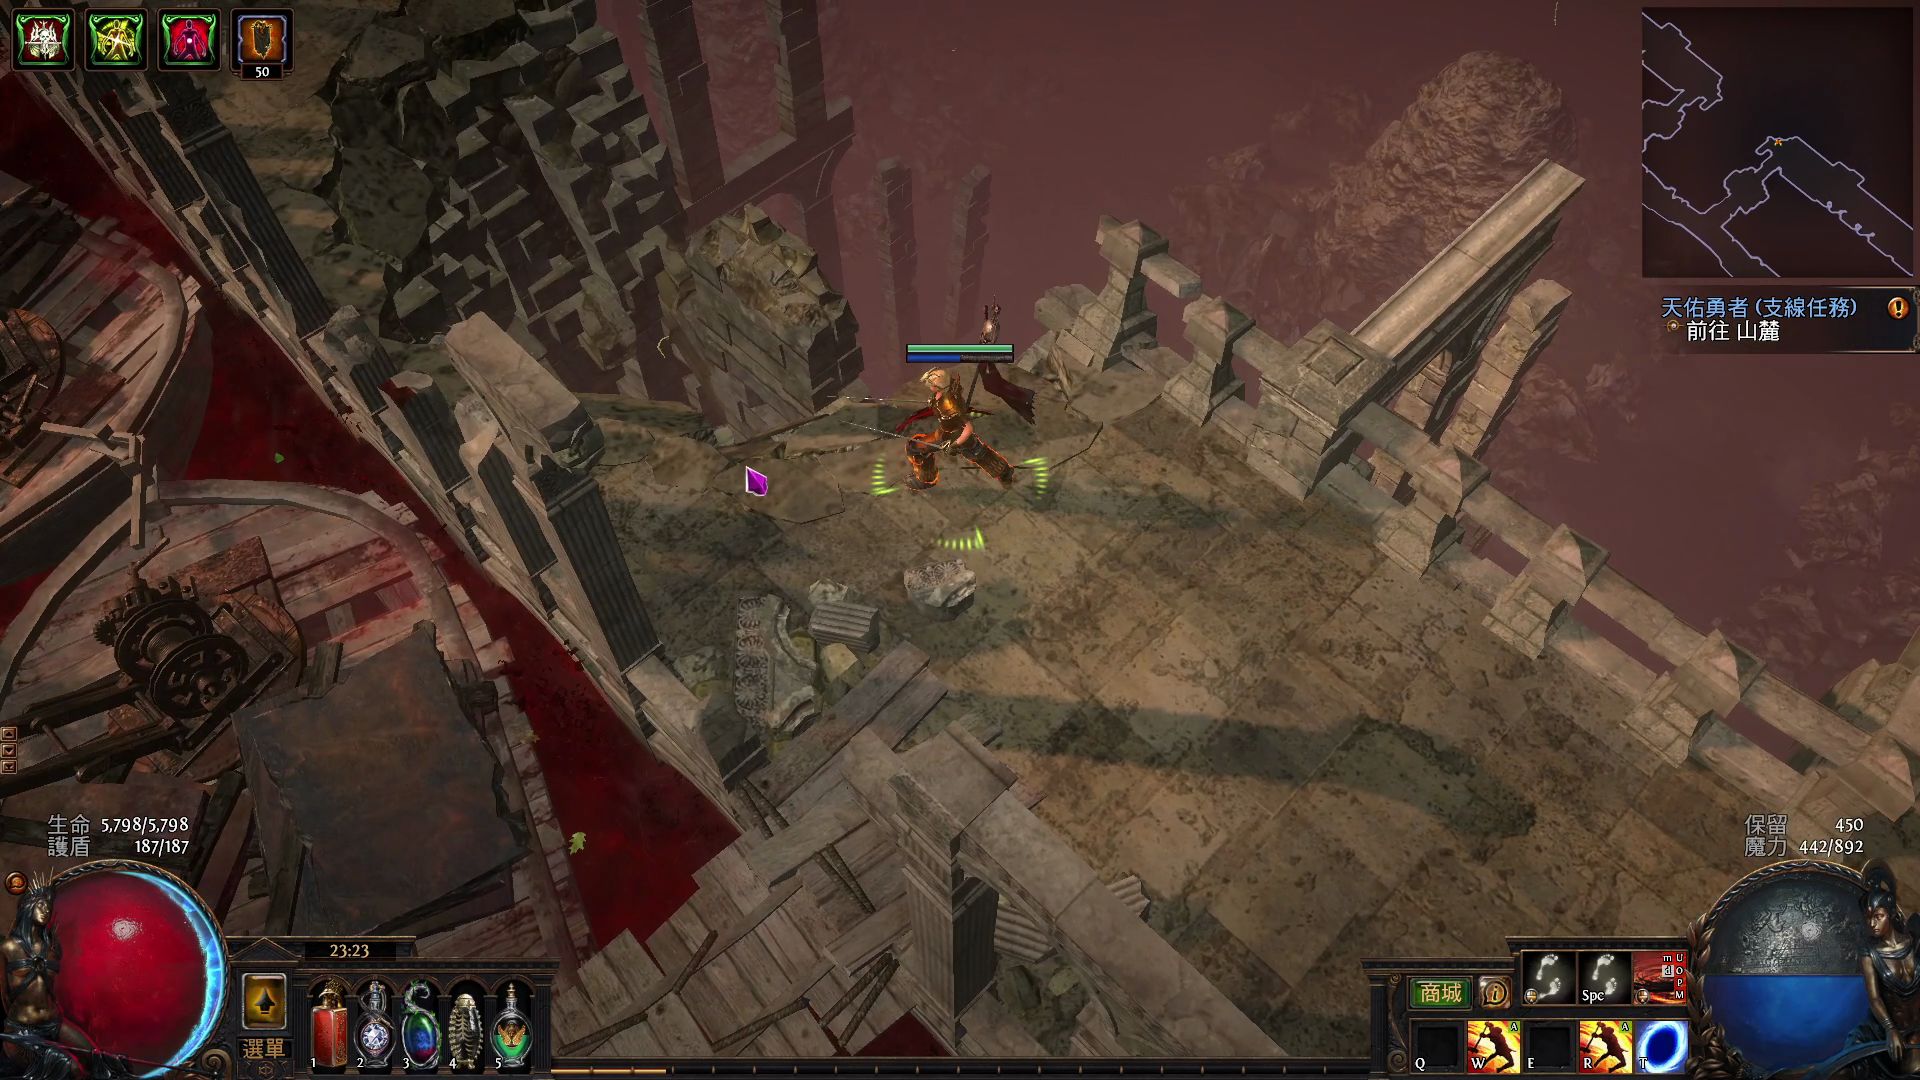 50
天佑勇者 (支線任務)
前往 山麓
生命 5,798/5,798
護盾 187/187
保留 450
魔力 442/892
23:23
選單
1
2
3
4
5
商城
Spc
m U
d O
P
M
Q
W A
E
R A
T